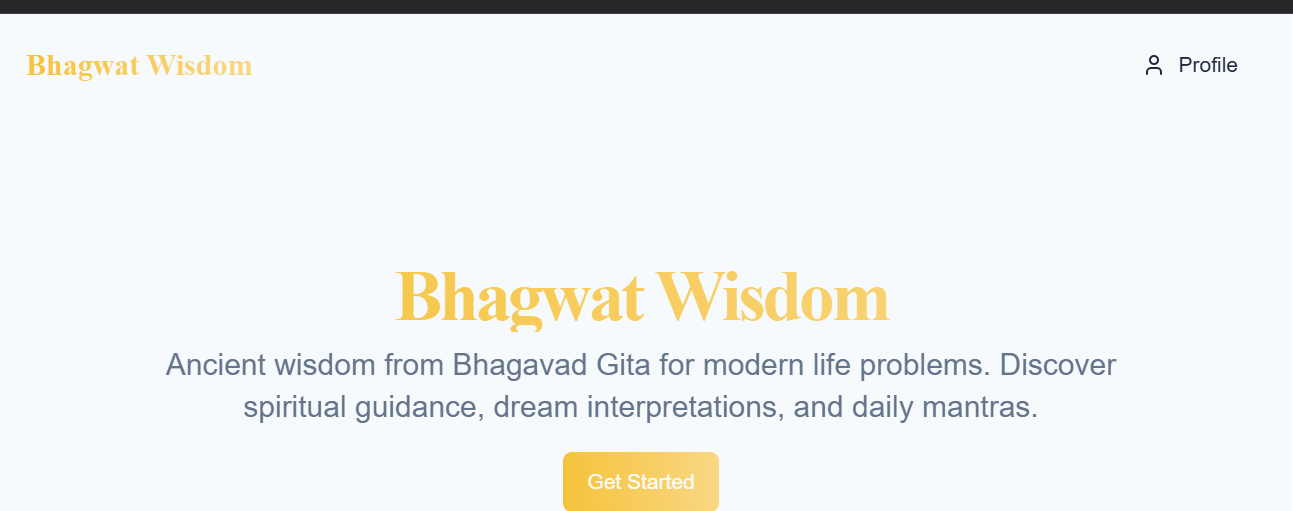 Bhagwat Wisdom
Profile
Bhagwat Wisdom
Ancient wisdom from Bhagavad Gita for modern life problems. Discover
spiritual guidance, dream interpretations, and daily mantras.
Get Started